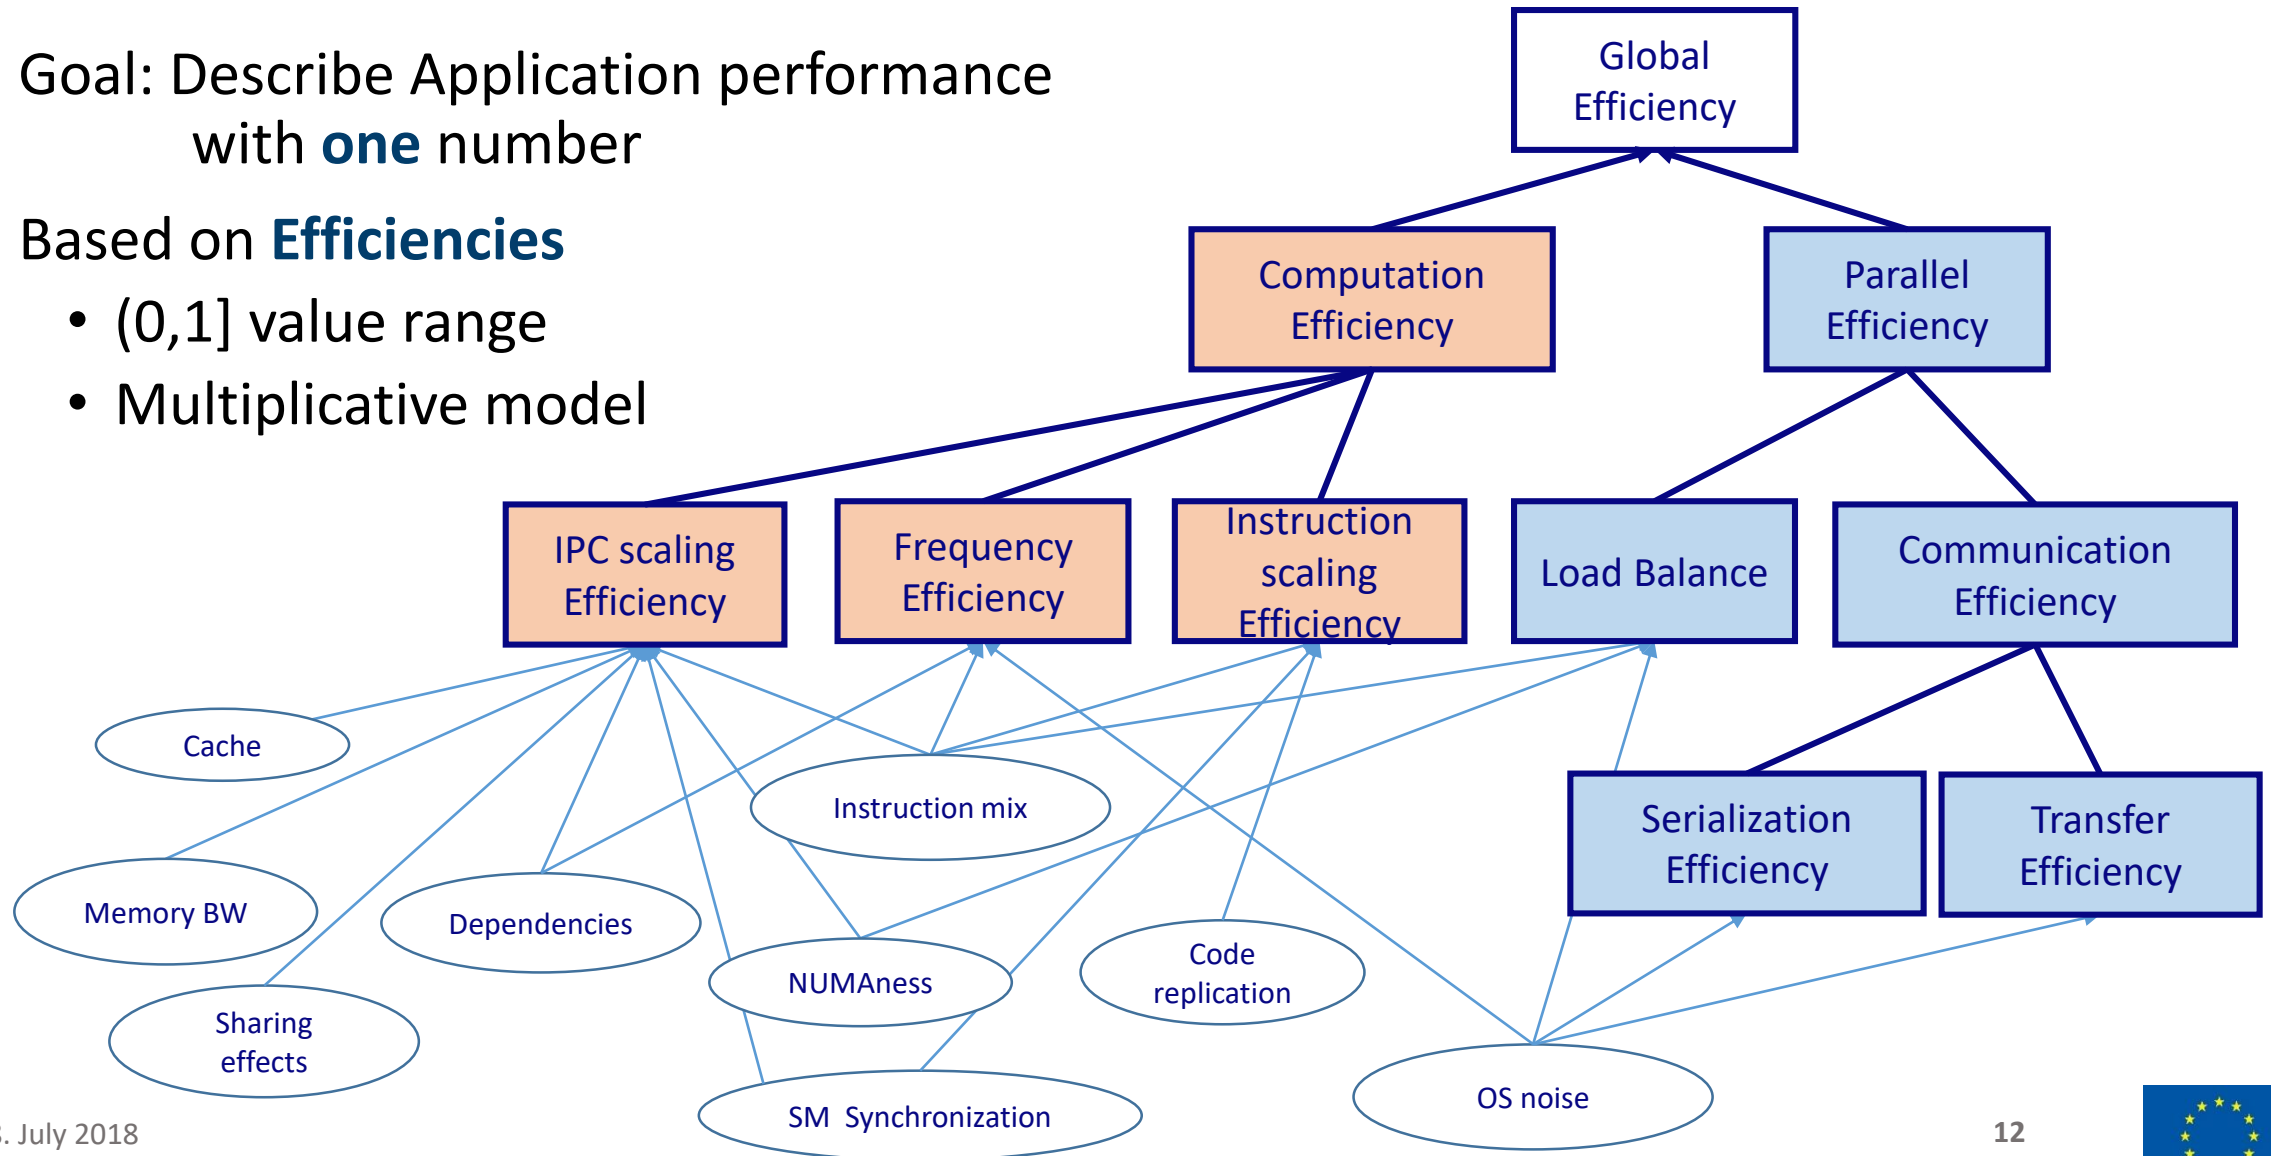 Goal: Describe Application performance
with one number
Based on Efficiencies
• (0,1] value range
• Multiplicative model
Global
Efficiency
Computation
Efficiency
Parallel
Efficiency
IPC scaling
Efficiency
Frequency
Efficiency
Instruction
scaling
Efficiency
Load Balance
Communication
Efficiency
Serialization
Efficiency
Transfer
Efficiency
Cache
Instruction mix
Memory BW
Dependencies
NUMAness
Code
replication
Sharing
effects
SM Synchronization
OS noise
. July 2018
12